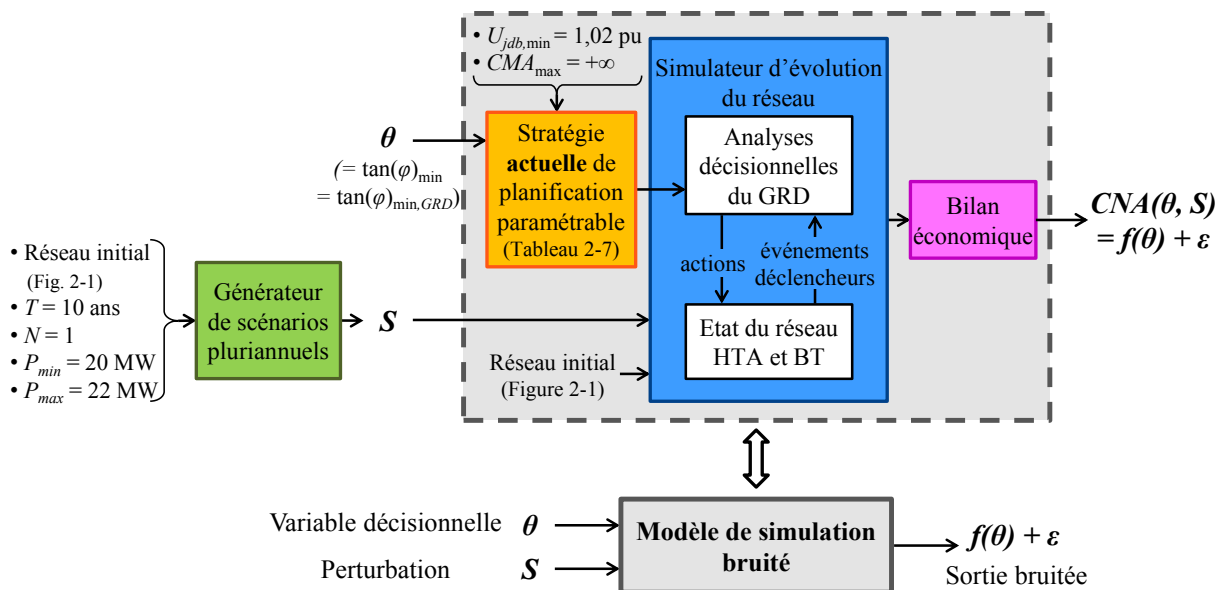 • U_jdb,min = 1,02 pu
• CMA_max = +∞
θ
(= tan(φ)_min
= tan(φ)_min,GRD)
Stratégie
actuelle de
planification
paramétrable
(Tableau 2-7)
Simulateur d’évolution
du réseau
Analyses
décisionnelles
du GRD
actions
événements
déclencheurs
Etat du réseau
HTA et BT
Bilan
économique
CNA(θ, S)
= f(θ) + ε
• Réseau initial
(Fig. 2-1)
• T = 10 ans
• N = 1
• P_min = 20 MW
• P_max = 22 MW
Générateur
de scénarios
pluriannuels
S
Réseau initial
(Figure 2-1)
Variable décisionnelle θ
Perturbation S
Modèle de simulation
bruité
f(θ) + ε
Sortie bruitée